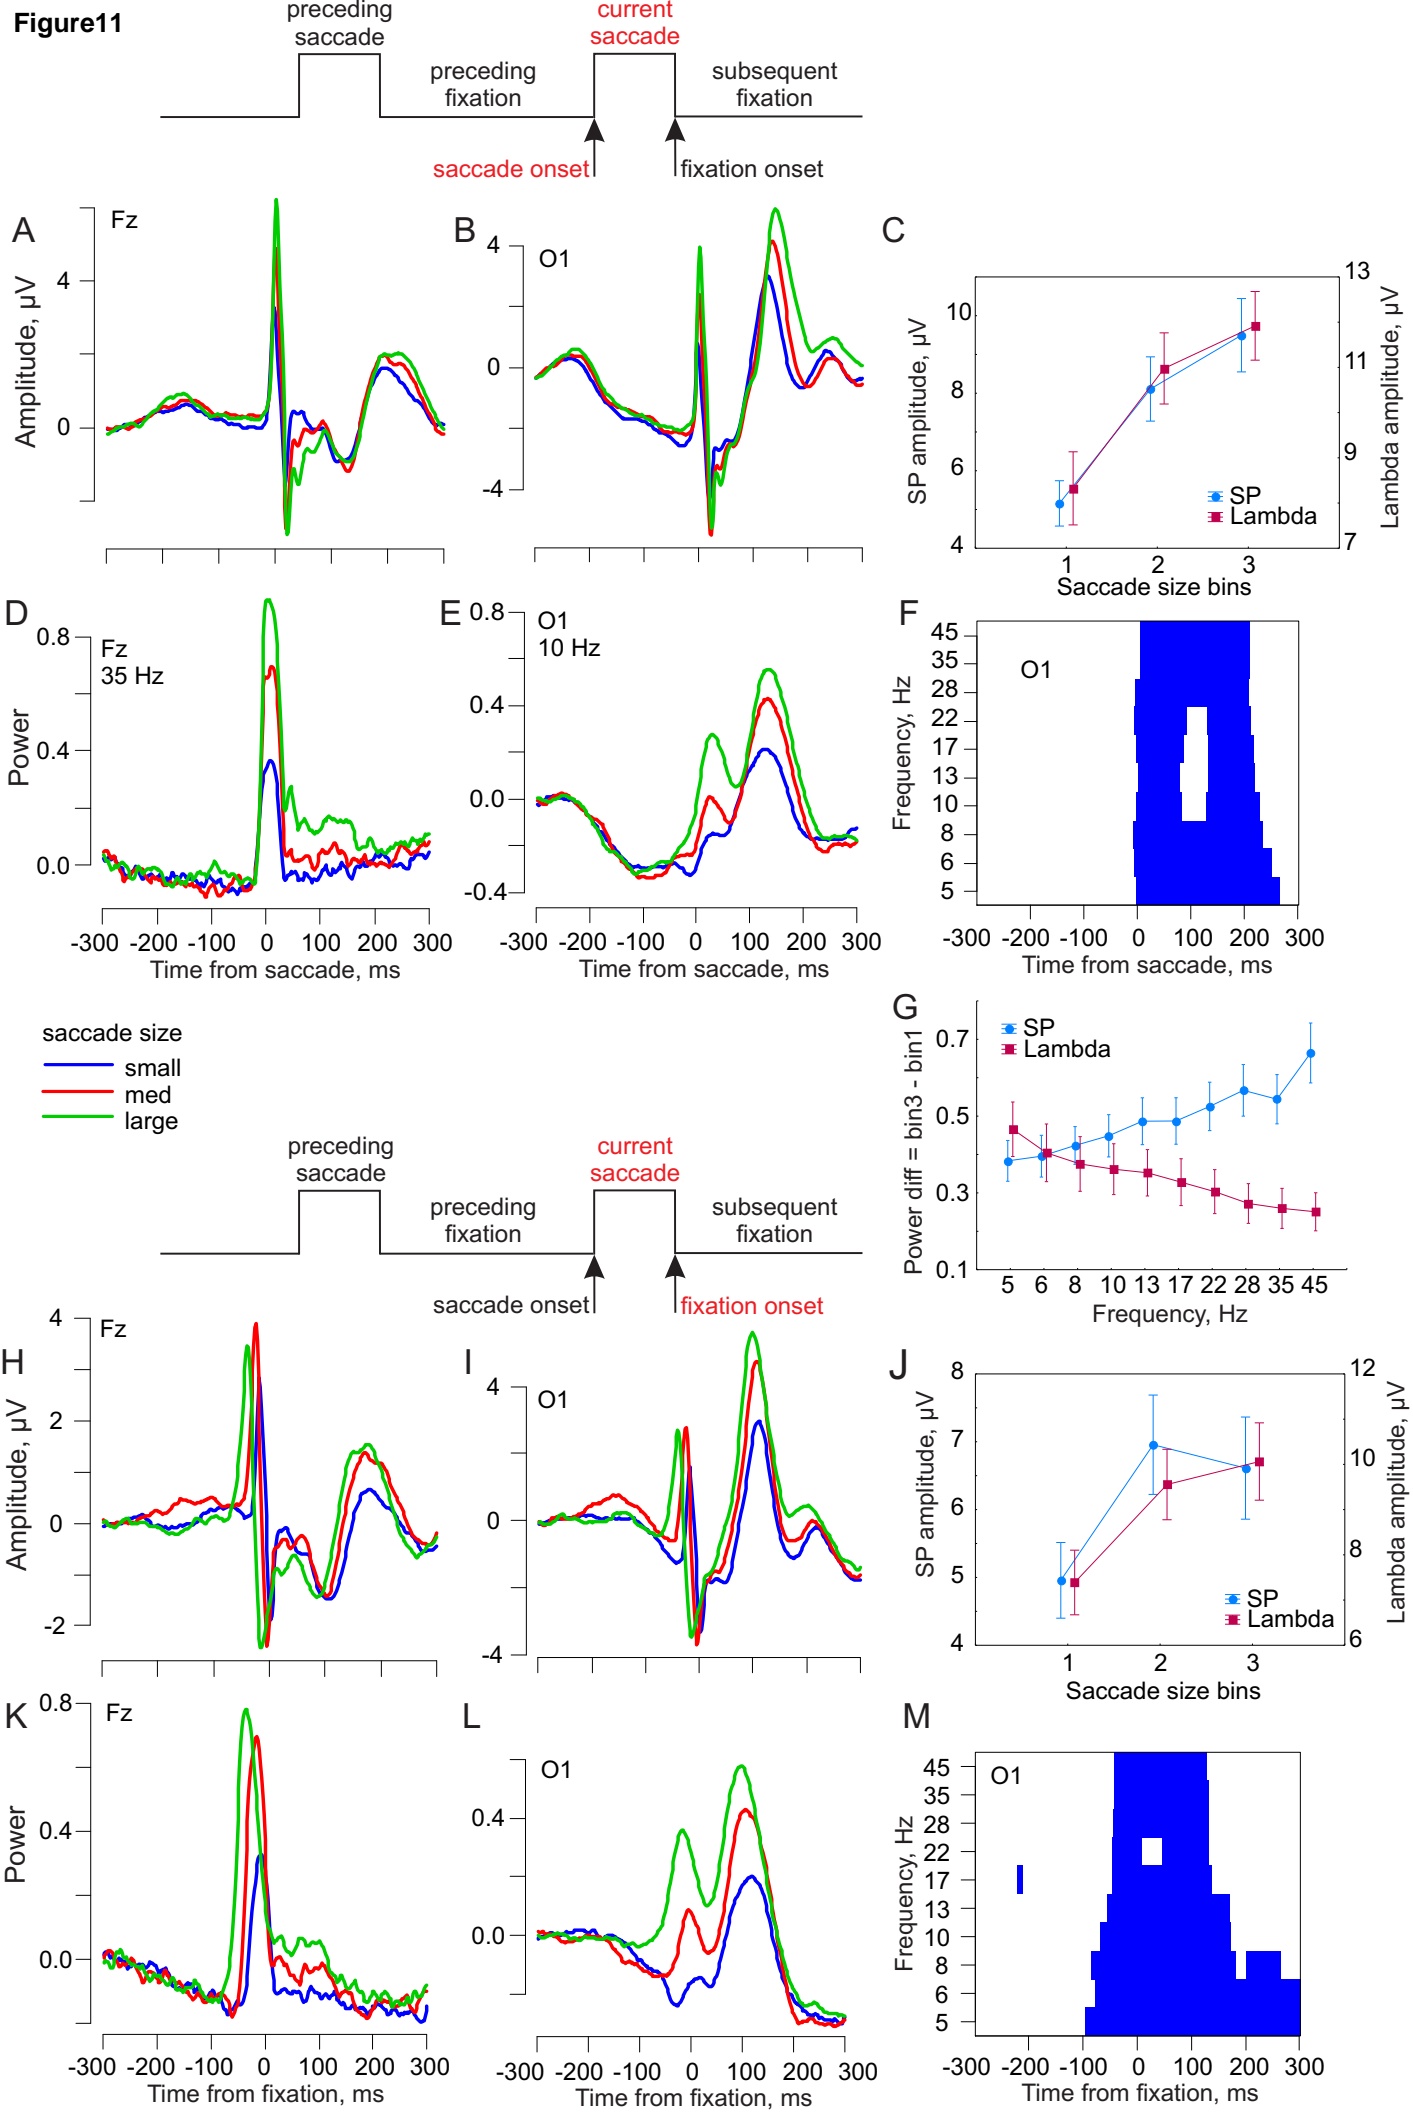 Figure11
preceding
saccade
current
saccade
preceding
fixation
subsequent
fixation
saccade onset
fixation onset
A
Fz
Amplitude, µV
4
0
B
O1
4
0
-4
C
SP amplitude, µV
10
8
6
4
Lambda amplitude, µV
13
11
9
7
SP
Lambda
1 2 3
Saccade size bins
D
Fz
35 Hz
Power
0.8
0.4
0.0
-300 -200 -100 0 100 200 300
Time from saccade, ms
E
O1
10 Hz
0.8
0.4
0.0
-0.4
-300 -200 -100 0 100 200 300
Time from saccade, ms
F
O1
Frequency, Hz
45
35
28
22
17
13
10
8
6
5
-300 -200 -100 0 100 200 300
Time from saccade, ms
saccade size
small
med
large
G
Power diff = bin3 - bin1
0.7
0.5
0.3
0.1
SP
Lambda
5 6 8 10 13 17 22 28 35 45
Frequency, Hz
preceding
saccade
current
saccade
preceding
fixation
subsequent
fixation
saccade onset
fixation onset
H
Fz
Amplitude, µV
4
2
0
-2
I
O1
4
0
-4
J
SP amplitude, µV
8
7
6
5
4
Lambda amplitude, µV
12
10
8
6
SP
Lambda
1 2 3
Saccade size bins
K
Fz
Power
0.8
0.4
0.0
-300 -200 -100 0 100 200 300
Time from fixation, ms
L
O1
0.4
0.0
-300 -200 -100 0 100 200 300
Time from fixation, ms
M
O1
Frequency, Hz
45
35
28
22
17
13
10
8
6
5
-300 -200 -100 0 100 200 300
Time from fixation, ms